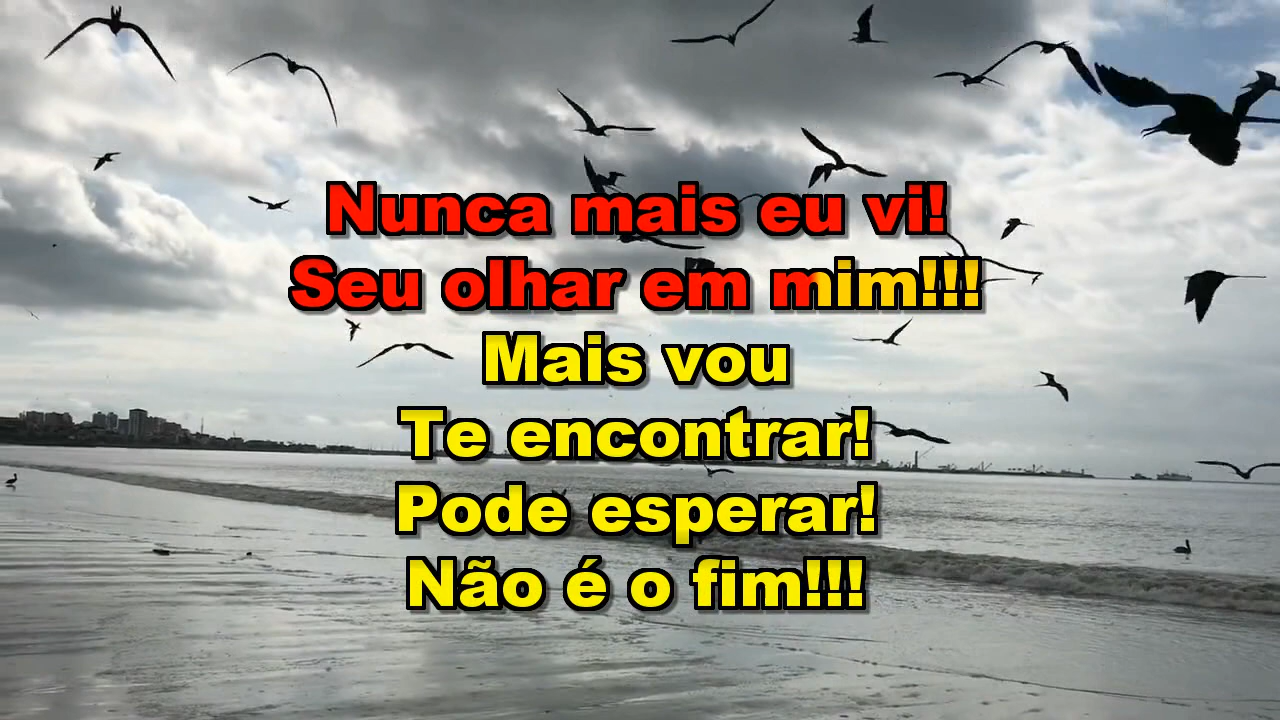 Nunca mais eu vi!
Seu olhar em mim!!!
Mais vou
Te encontrar!
Pode esperar!
Não é o fim!!!